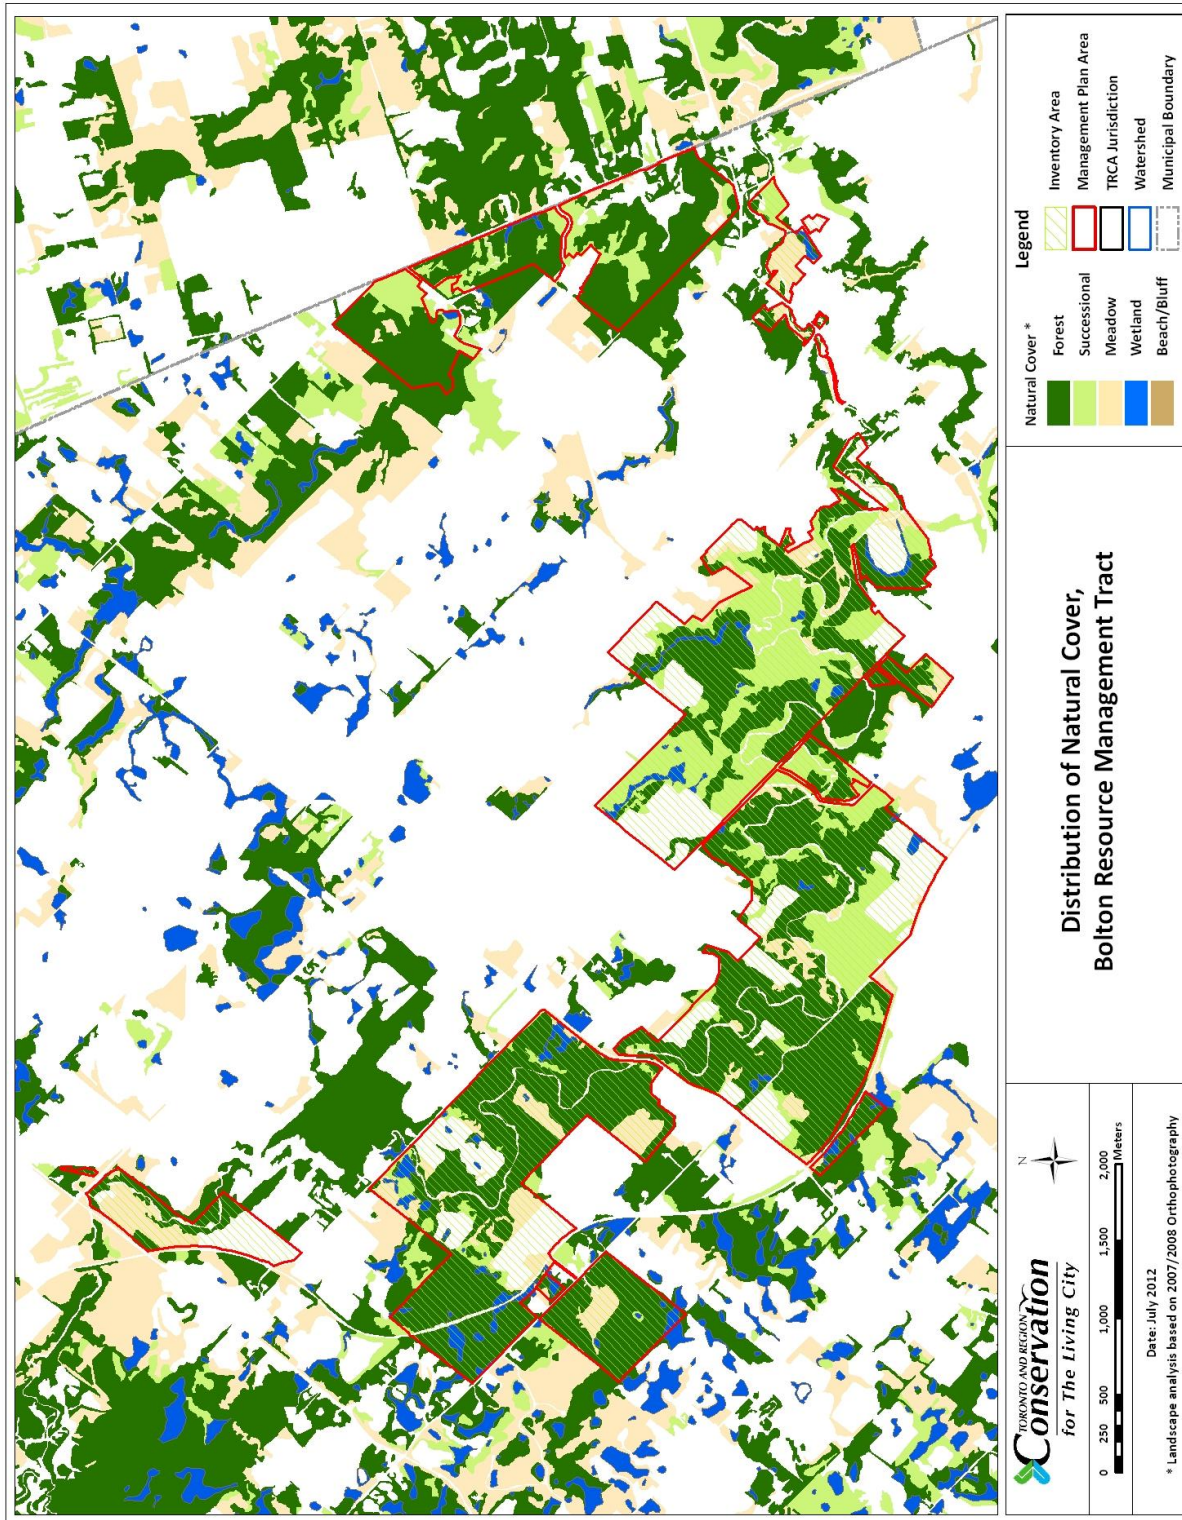 TORONTO AND REGION
Conservation
for The Living City
N
0 250 500 1,000 1,500 2,000
Meters
Date: July 2012
* Landscape analysis based on 2007/2008 Orthophotography
Distribution of Natural Cover,
Bolton Resource Management Tract
Legend
Natural Cover *
Forest
Successional
Meadow
Wetland
Beach/Bluff
Inventory Area
Management Plan Area
TRCA Jurisdiction
Watershed
Municipal Boundary